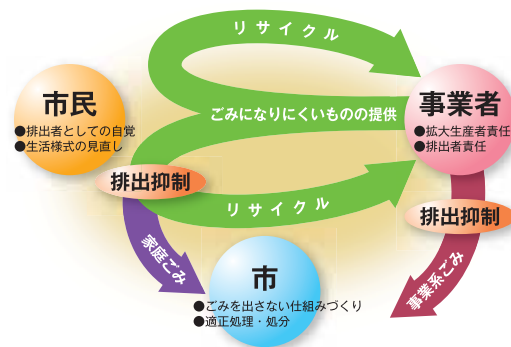 リサイクル
市民
●排出者としての自覚
●生活様式の見直し
ごみになりにくいものの提供
事業者
●拡大生産者責任
●排出者責任
排出抑制
リサイクル
排出抑制
家庭ごみ
事業系ごみ
市
●ごみを出さない仕組みづくり
●適正処理・処分